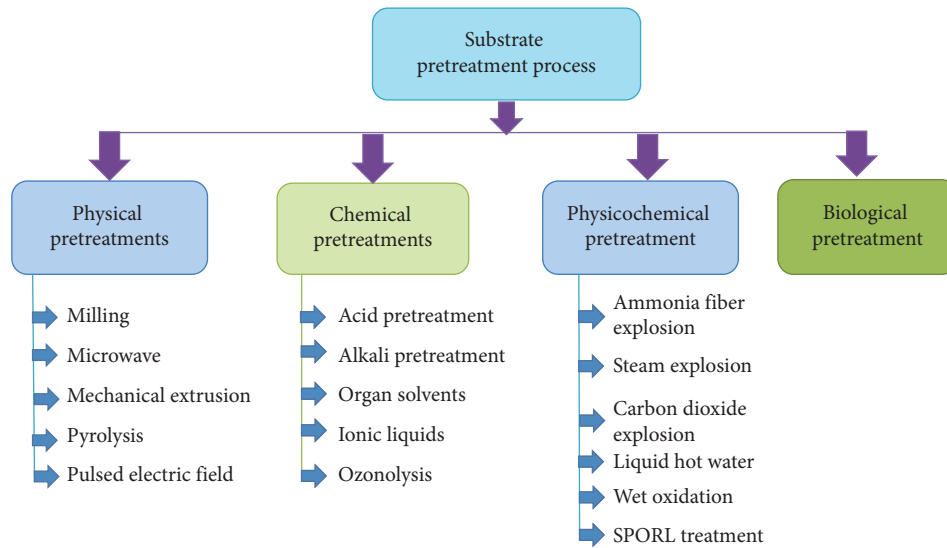 Substrate
pretreatment process
Physical
pretreatments
Milling
Microwave
Mechanical extrusion
Pyrolysis
Pulsed electric field
Chemical
pretreatments
Acid pretreatment
Alkali pretreatment
Organ solvents
Ionic liquids
Ozonolysis
Physicochemical
pretreatment
Ammonia fiber
explosion
Steam explosion
Carbon dioxide
explosion
Liquid hot water
Wet oxidation
SPORL treatment
Biological
pretreatment